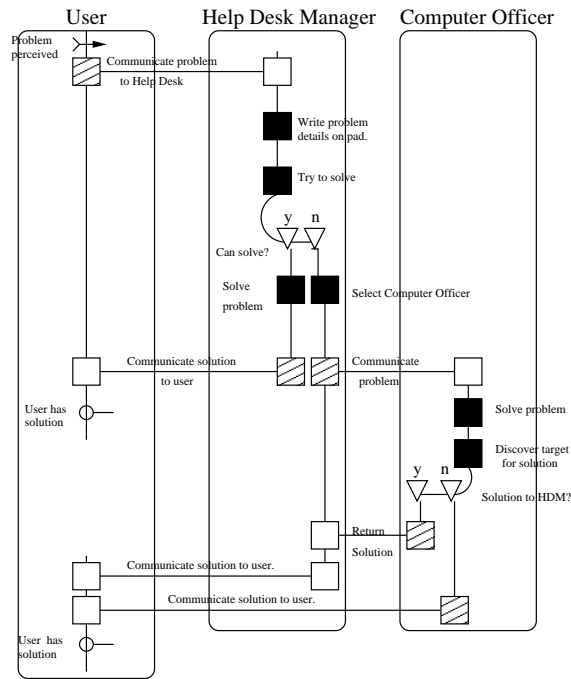 User
Help Desk Manager
Computer Officer
Problem
perceived
Communicate problem
to Help Desk
Write problem
details on pad.
Try to solve
y
n
Can solve?
Solve
problem
Select Computer Officer
Communicate solution
to user
Communicate
problem
User has
solution
Solve problem
Discover target
for solution
y
n
Solution to HDM?
Return
Solution
Communicate solution to user.
Communicate solution to user.
User has
solution